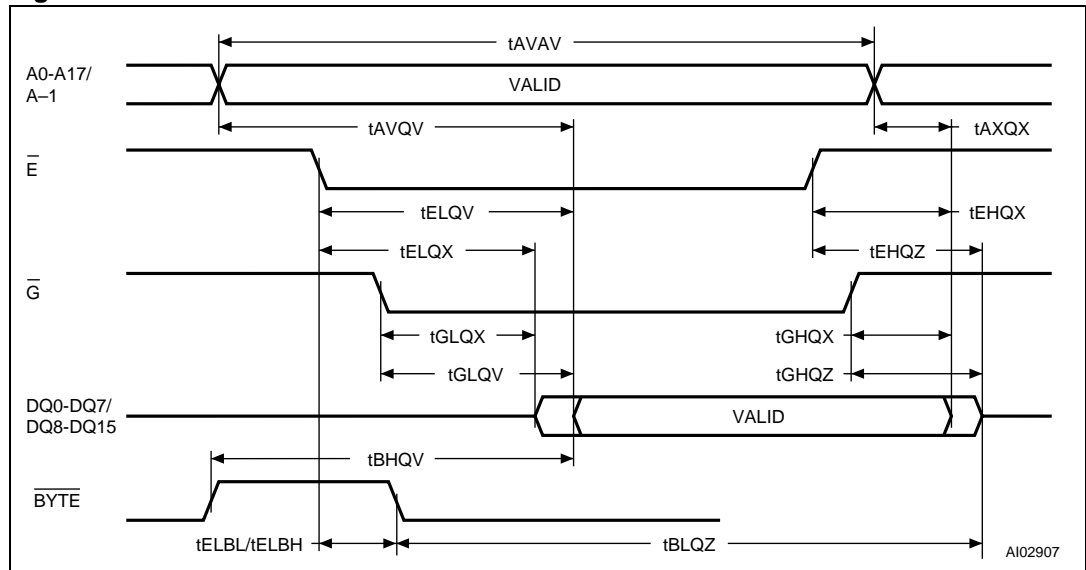 tAVAV
A0-A17/
A–1
VALID
tAVQV
tAXQX
E
tELQV
tEHQX
tELQX
tEHQZ
G
tGLQX
tGHQX
tGLQV
tGHQZ
DQ0-DQ7/
DQ8-DQ15
VALID
tBHQV
BYTE
tELBL/tELBH
tBLQZ
AI02907